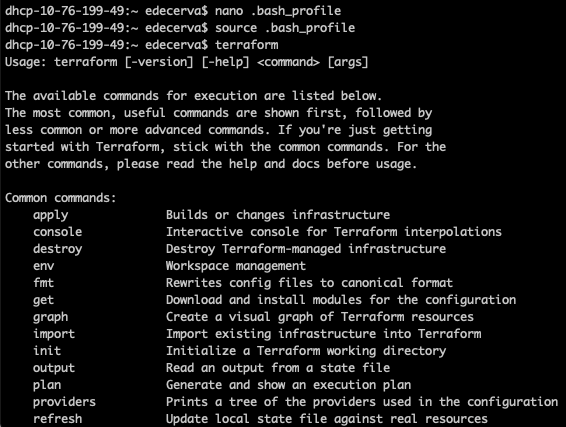 dhcp-10-76-199-49:~ edecerva$ nano .bash_profile
dhcp-10-76-199-49:~ edecerva$ source .bash_profile
dhcp-10-76-199-49:~ edecerva$ terraform
Usage: terraform [-version] [-help] <command> [args]
The available commands for execution are listed below.
The most common, useful commands are shown first, followed by
less common or more advanced commands. If you're just getting
started with Terraform, stick with the common commands. For the
other commands, please read the help and docs before usage.
Common commands:
apply Builds or changes infrastructure
console Interactive console for Terraform interpolations
destroy Destroy Terraform-managed infrastructure
env Workspace management
fmt Rewrites config files to canonical format
get Download and install modules for the configuration
graph Create a visual graph of Terraform resources
import Import existing infrastructure into Terraform
init Initialize a Terraform working directory
output Read an output from a state file
plan Generate and show an execution plan
providers Prints a tree of the providers used in the configuration
refresh Update local state file against real resources